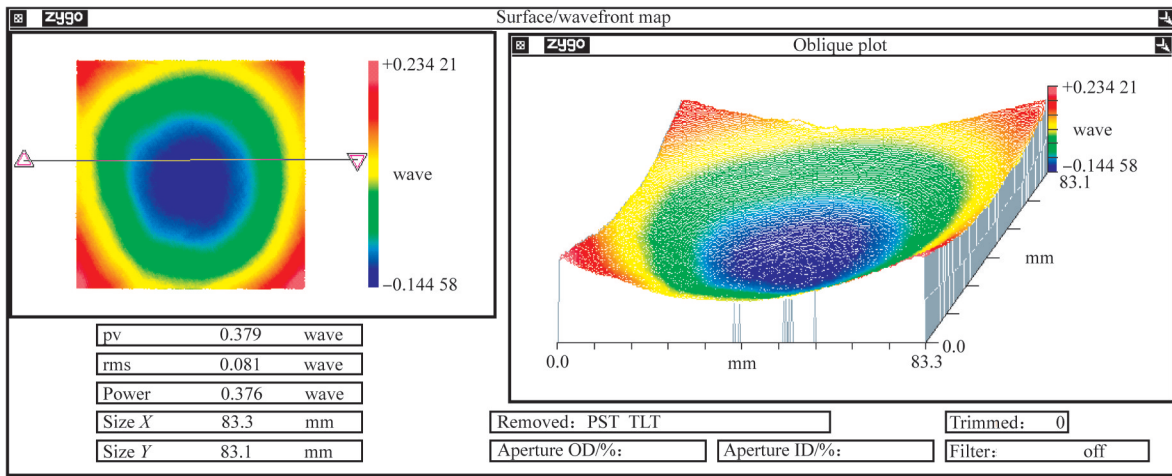 zygo Surface/wavefront map
+0.234 21
wave
−0.144 58
zygo Oblique plot
+0.234 21
wave
−0.144 58
83.1
mm
0.0
0.0 mm 83.3
pv 0.379 wave
rms 0.081 wave
Power 0.376 wave
Size X 83.3 mm
Size Y 83.1 mm
Removed: PST TLT
Trimmed: 0
Aperture OD/%:
Aperture ID/%:
Filter: off